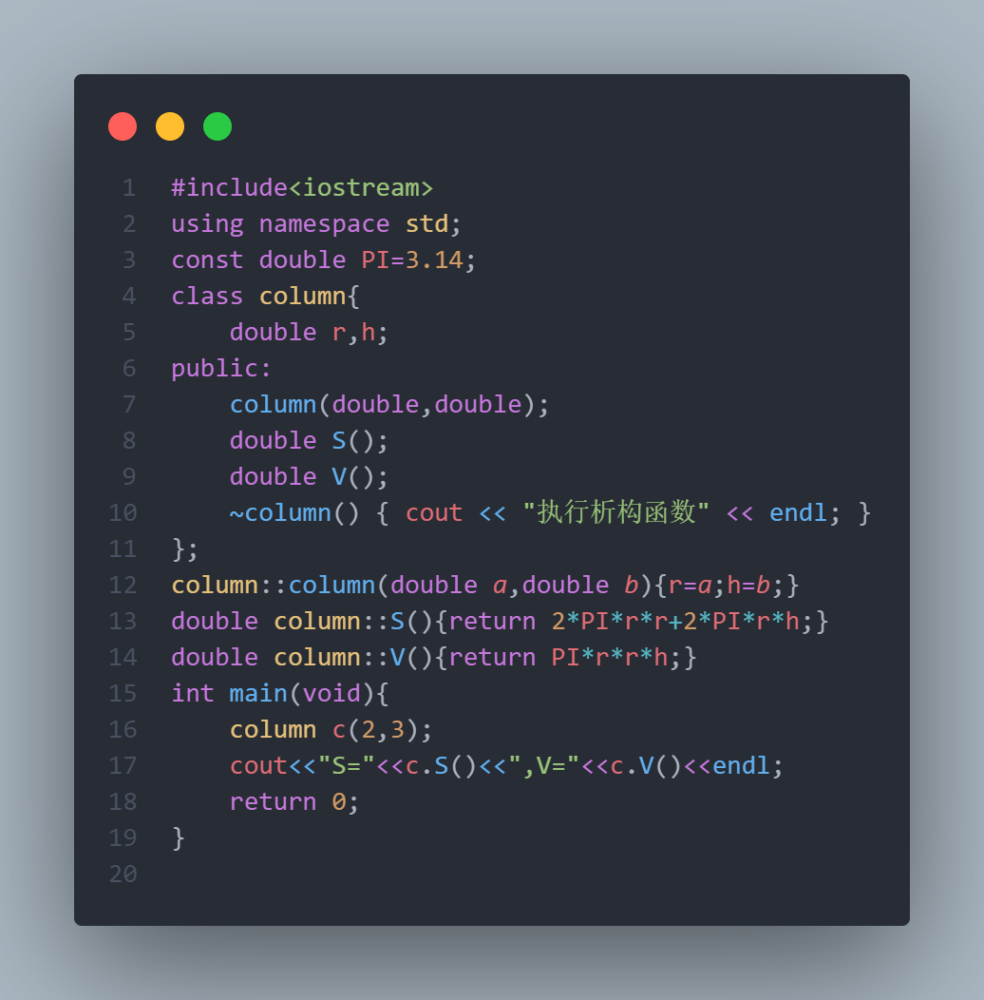 1 #include<iostream>
2 using namespace std;
3 const double PI=3.14;
4 class column{
5     double r,h;
6 public:
7     column(double,double);
8     double S();
9     double V();
10     ~column() { cout << "执行析构函数" << endl; }
11 };
12 column::column(double a,double b){r=a;h=b;}
13 double column::S(){return 2*PI*r*r+2*PI*r*h;}
14 double column::V(){return PI*r*r*h;}
15 int main(void){
16     column c(2,3);
17     cout<<"S="<<c.S()<<",V="<<c.V()<<endl;
18     return 0;
19 }
20